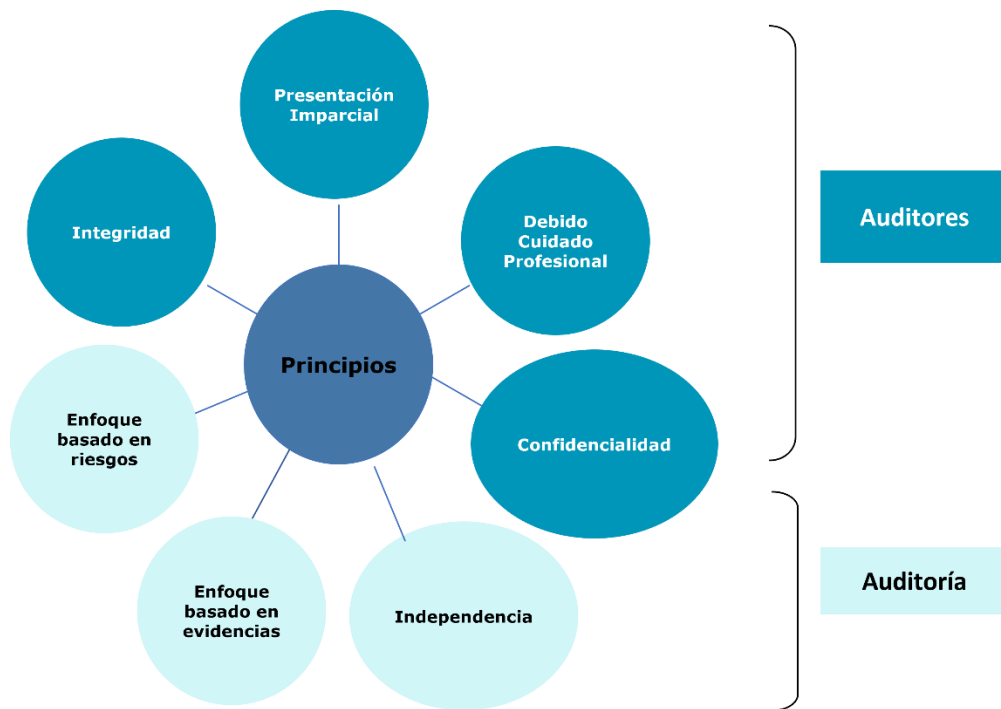 Presentación
Imparcial
Integridad
Debido
Cuidado
Profesional
Auditores
Principios
Enfoque
basado en
riesgos
Confidencialidad
Enfoque
basado en
evidencias
Independencia
Auditoría